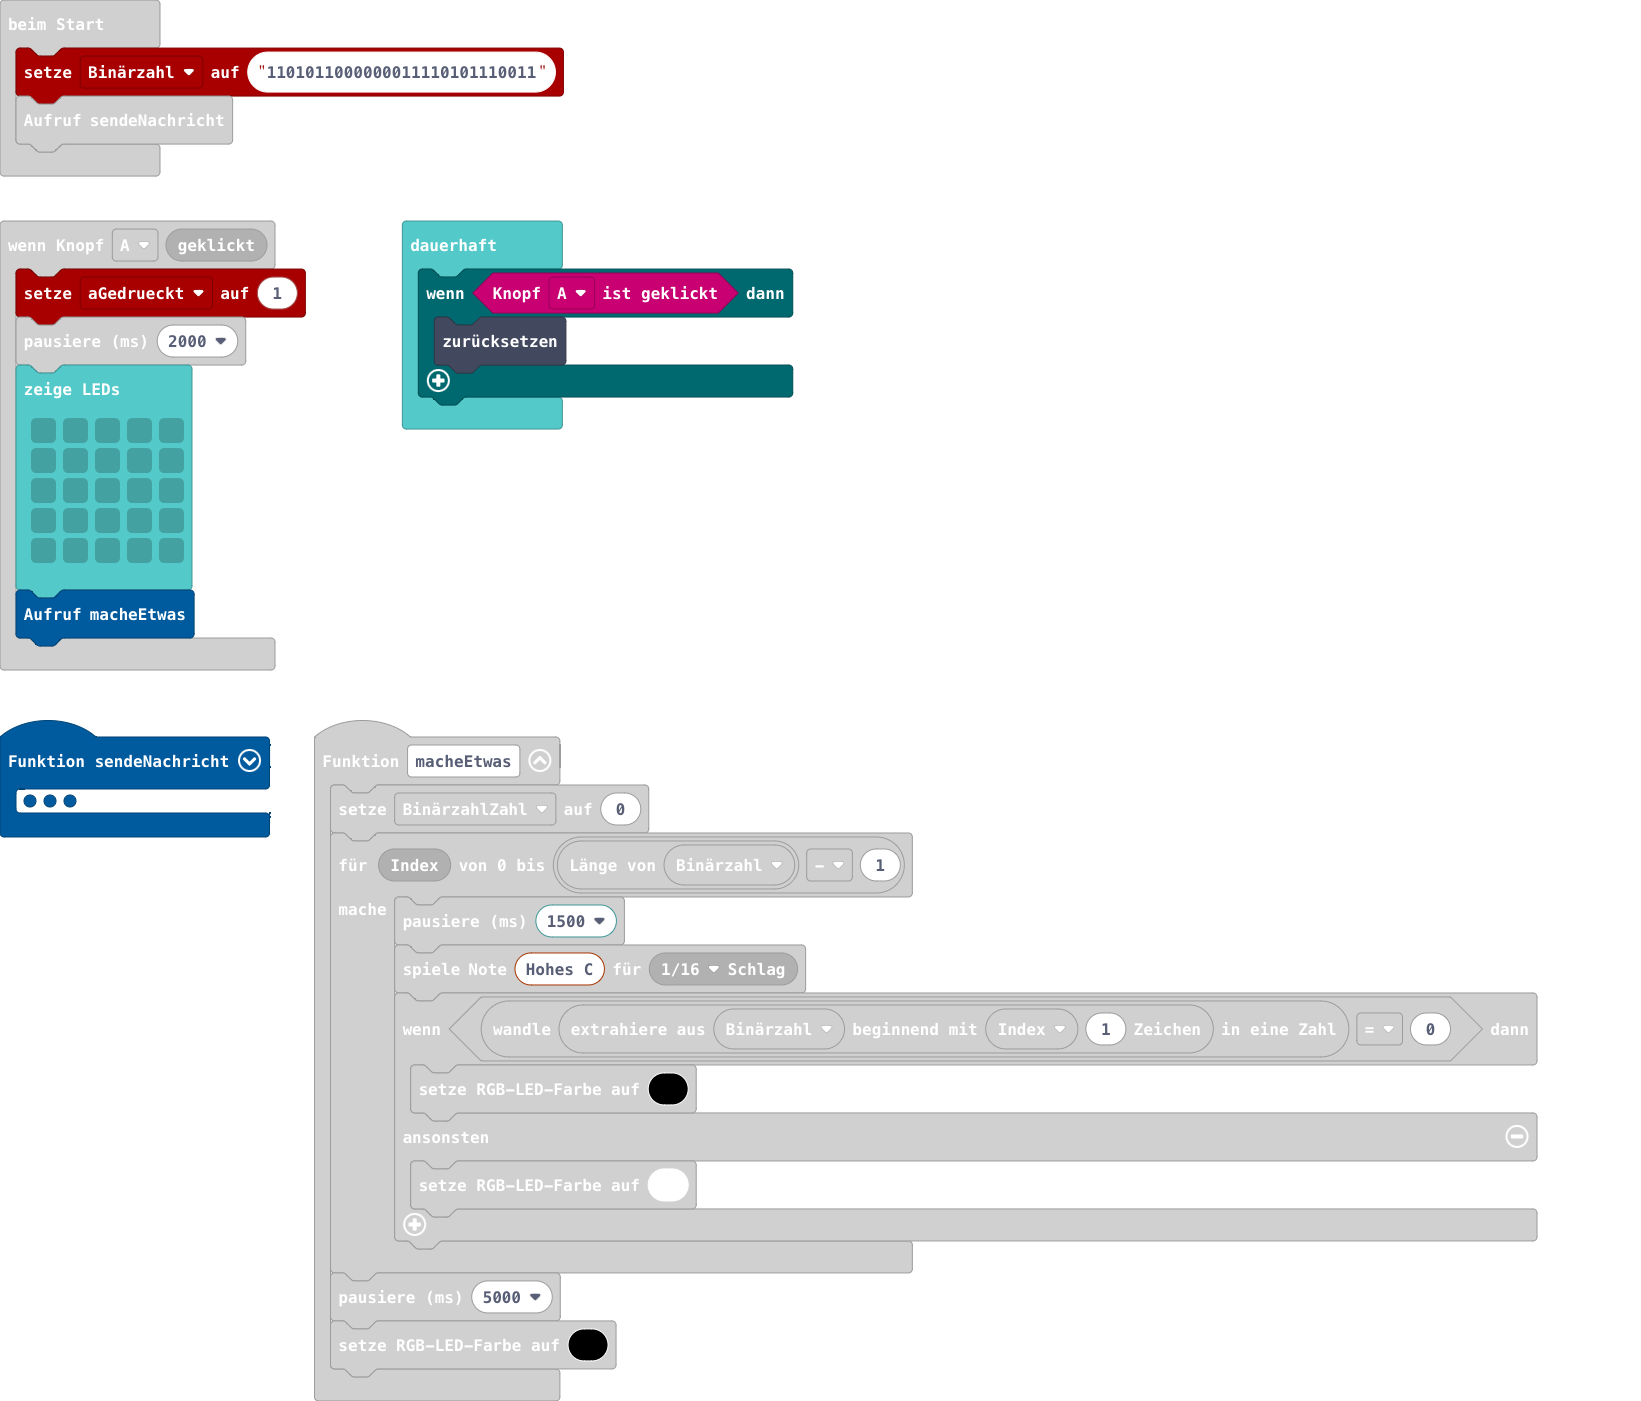 beim Start
setze Binärzahl auf "1101011000000011110101110011"
Aufruf sendeNachricht
wenn Knopf A geklickt
setze aGedrueckt auf 1
pausiere (ms) 2000
zeige LEDs
Aufruf macheEtwas
dauerhaft
wenn Knopf A ist geklickt dann
zurücksetzen
Funktion sendeNachricht
Funktion macheEtwas
setze BinärzahlZahl auf 0
für Index von 0 bis Länge von Binärzahl - 1
mache
pausiere (ms) 1500
spiele Note Hohes C für 1/16 Schlag
wenn wandle extrahiere aus Binärzahl beginnend mit Index 1 Zeichen in eine Zahl = 0 dann
setze RGB-LED-Farbe auf
ansonsten
setze RGB-LED-Farbe auf
pausiere (ms) 5000
setze RGB-LED-Farbe auf